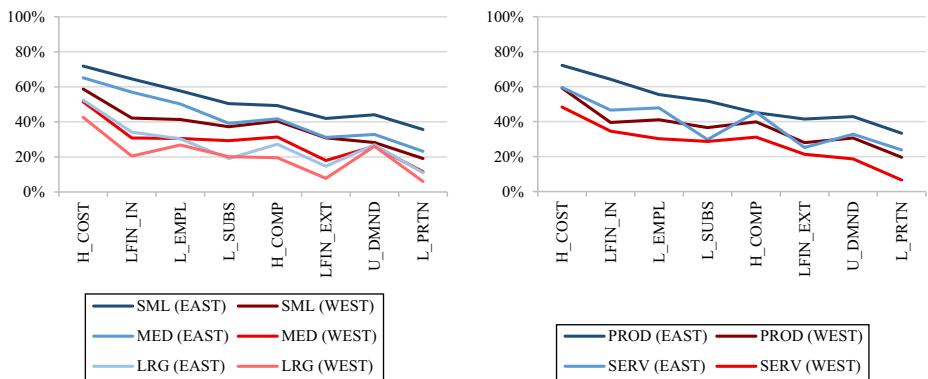 100%
80%
60%
40%
20%
0%
H_COST
LFIN_IN
L_EMPL
L_SUBS
H_COMP
LFIN_EXT
U_DMND
L_PRTN
SML (EAST) SML (WEST)
MED (EAST) MED (WEST)
LRG (EAST) LRG (WEST)
100%
80%
60%
40%
20%
0%
H_COST
LFIN_IN
L_EMPL
L_SUBS
H_COMP
LFIN_EXT
U_DMND
L_PRTN
PROD (EAST) PROD (WEST)
SERV (EAST) SERV (WEST)